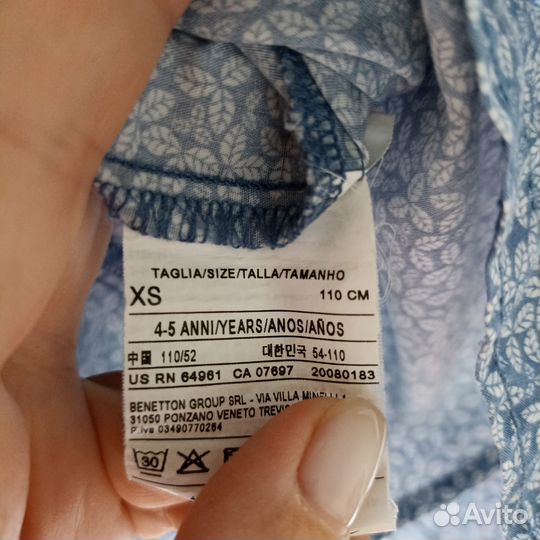 TAGLIA/SIZE/TALLA/TAMANHO
XS 110 CM
4-5 ANNI/YEARS/ANOS/AÑOS
中国 110/52 대한민국 54-110
US RN 64961 CA 07697 20080183
BENETTON GROUP SRL - VIA VILLA MINELLI
31050 PONZANO VENETO TREVIS
P.iva 03490770264
30
Avito